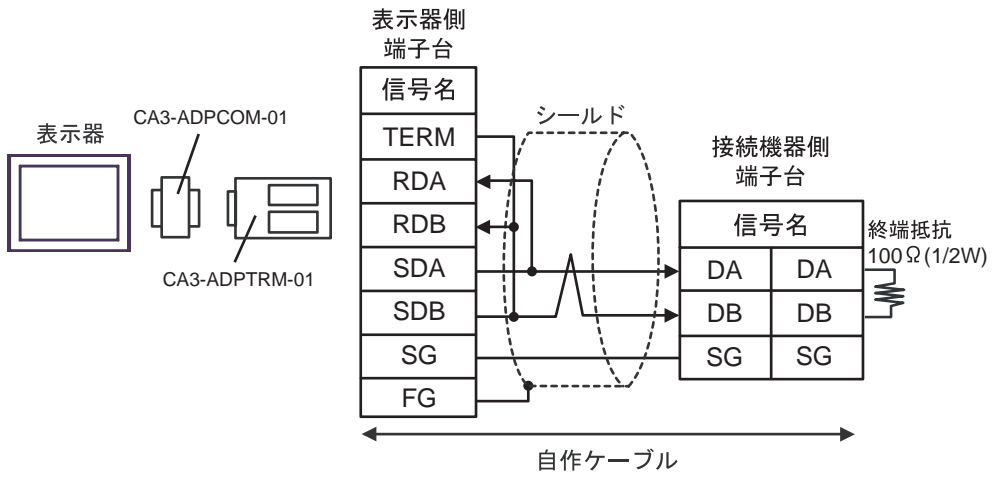 表示器側
端子台
信号名
TERM
RDA
RDB
SDA
SDB
SG
FG
表示器
CA3-ADPCOM-01
CA3-ADPTRM-01
シールド
接続機器側
端子台
信号名
DA DA
DB DB
SG SG
終端抵抗
100Ω(1/2W)
自作ケーブル